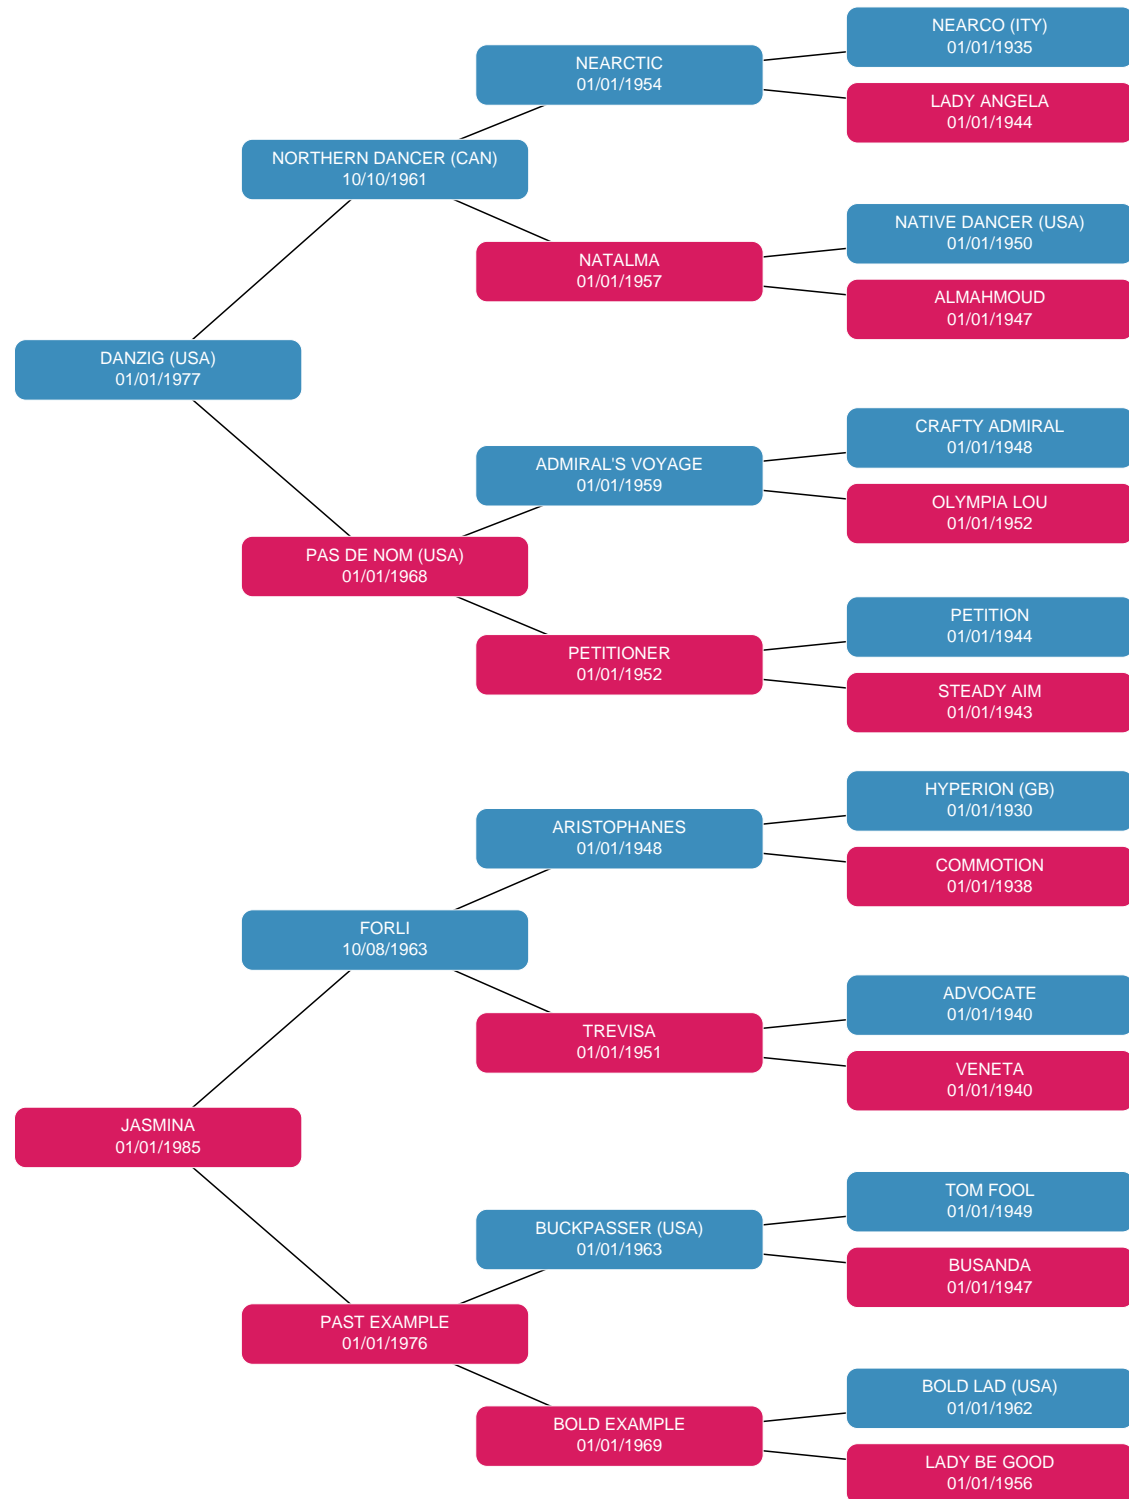 NEARCO (ITY)
01/01/1935
NEARCTIC
01/01/1954
LADY ANGELA
01/01/1944
NORTHERN DANCER (CAN)
10/10/1961
NATIVE DANCER (USA)
01/01/1950
NATALMA
01/01/1957
ALMAHMOUD
01/01/1947
DANZIG (USA)
01/01/1977
CRAFTY ADMIRAL
01/01/1948
ADMIRAL'S VOYAGE
01/01/1959
OLYMPIA LOU
01/01/1952
PAS DE NOM (USA)
01/01/1968
PETITION
01/01/1944
PETITIONER
01/01/1952
STEADY AIM
01/01/1943
HYPERION (GB)
01/01/1930
ARISTOPHANES
01/01/1948
COMMOTION
01/01/1938
FORLI
10/08/1963
ADVOCATE
01/01/1940
TREVISA
01/01/1951
VENETA
01/01/1940
JASMINA
01/01/1985
TOM FOOL
01/01/1949
BUCKPASSER (USA)
01/01/1963
BUSANDA
01/01/1947
PAST EXAMPLE
01/01/1976
BOLD LAD (USA)
01/01/1962
BOLD EXAMPLE
01/01/1969
LADY BE GOOD
01/01/1956